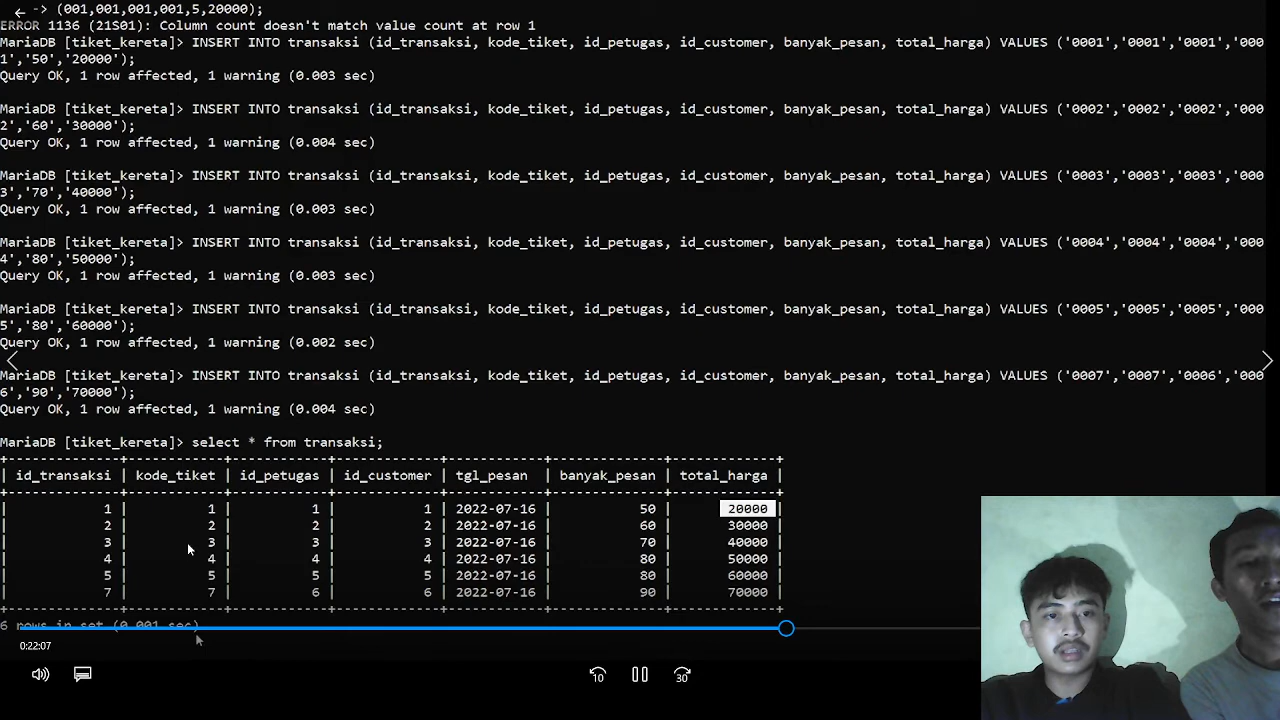 -> (001,001,001,001,5,20000);
ERROR 1136 (21S01): Column count doesn't match value count at row 1
MariaDB [tiket_kereta]> INSERT INTO transaksi (id_transaksi, kode_tiket, id_petugas, id_customer, banyak_pesan, total_harga) VALUES ('0001','0001','0001','000
1','50','20000');
Query OK, 1 row affected, 1 warning (0.003 sec)
MariaDB [tiket_kereta]> INSERT INTO transaksi (id_transaksi, kode_tiket, id_petugas, id_customer, banyak_pesan, total_harga) VALUES ('0002','0002','0002','000
2','60','30000');
Query OK, 1 row affected, 1 warning (0.004 sec)
MariaDB [tiket_kereta]> INSERT INTO transaksi (id_transaksi, kode_tiket, id_petugas, id_customer, banyak_pesan, total_harga) VALUES ('0003','0003','0003','000
3','70','40000');
Query OK, 1 row affected, 1 warning (0.003 sec)
MariaDB [tiket_kereta]> INSERT INTO transaksi (id_transaksi, kode_tiket, id_petugas, id_customer, banyak_pesan, total_harga) VALUES ('0004','0004','0004','000
4','80','50000');
Query OK, 1 row affected, 1 warning (0.003 sec)
MariaDB [tiket_kereta]> INSERT INTO transaksi (id_transaksi, kode_tiket, id_petugas, id_customer, banyak_pesan, total_harga) VALUES ('0005','0005','0005','000
5','80','60000');
Query OK, 1 row affected, 1 warning (0.002 sec)
MariaDB [tiket_kereta]> INSERT INTO transaksi (id_transaksi, kode_tiket, id_petugas, id_customer, banyak_pesan, total_harga) VALUES ('0007','0007','0006','000
6','90','70000');
Query OK, 1 row affected, 1 warning (0.004 sec)
MariaDB [tiket_kereta]> select * from transaksi;
| id_transaksi | kode_tiket | id_petugas | id_customer | tgl_pesan | banyak_pesan | total_harga |
| 1 | 1 | 1 | 1 | 2022-07-16 | 50 | 20000 |
| 2 | 2 | 2 | 2 | 2022-07-16 | 60 | 30000 |
| 3 | 3 | 3 | 3 | 2022-07-16 | 70 | 40000 |
| 4 | 4 | 4 | 4 | 2022-07-16 | 80 | 50000 |
| 5 | 5 | 5 | 5 | 2022-07-16 | 80 | 60000 |
| 7 | 7 | 6 | 6 | 2022-07-16 | 90 | 70000 |
6 rows in set (0.001 sec)
0:22:07
10 30